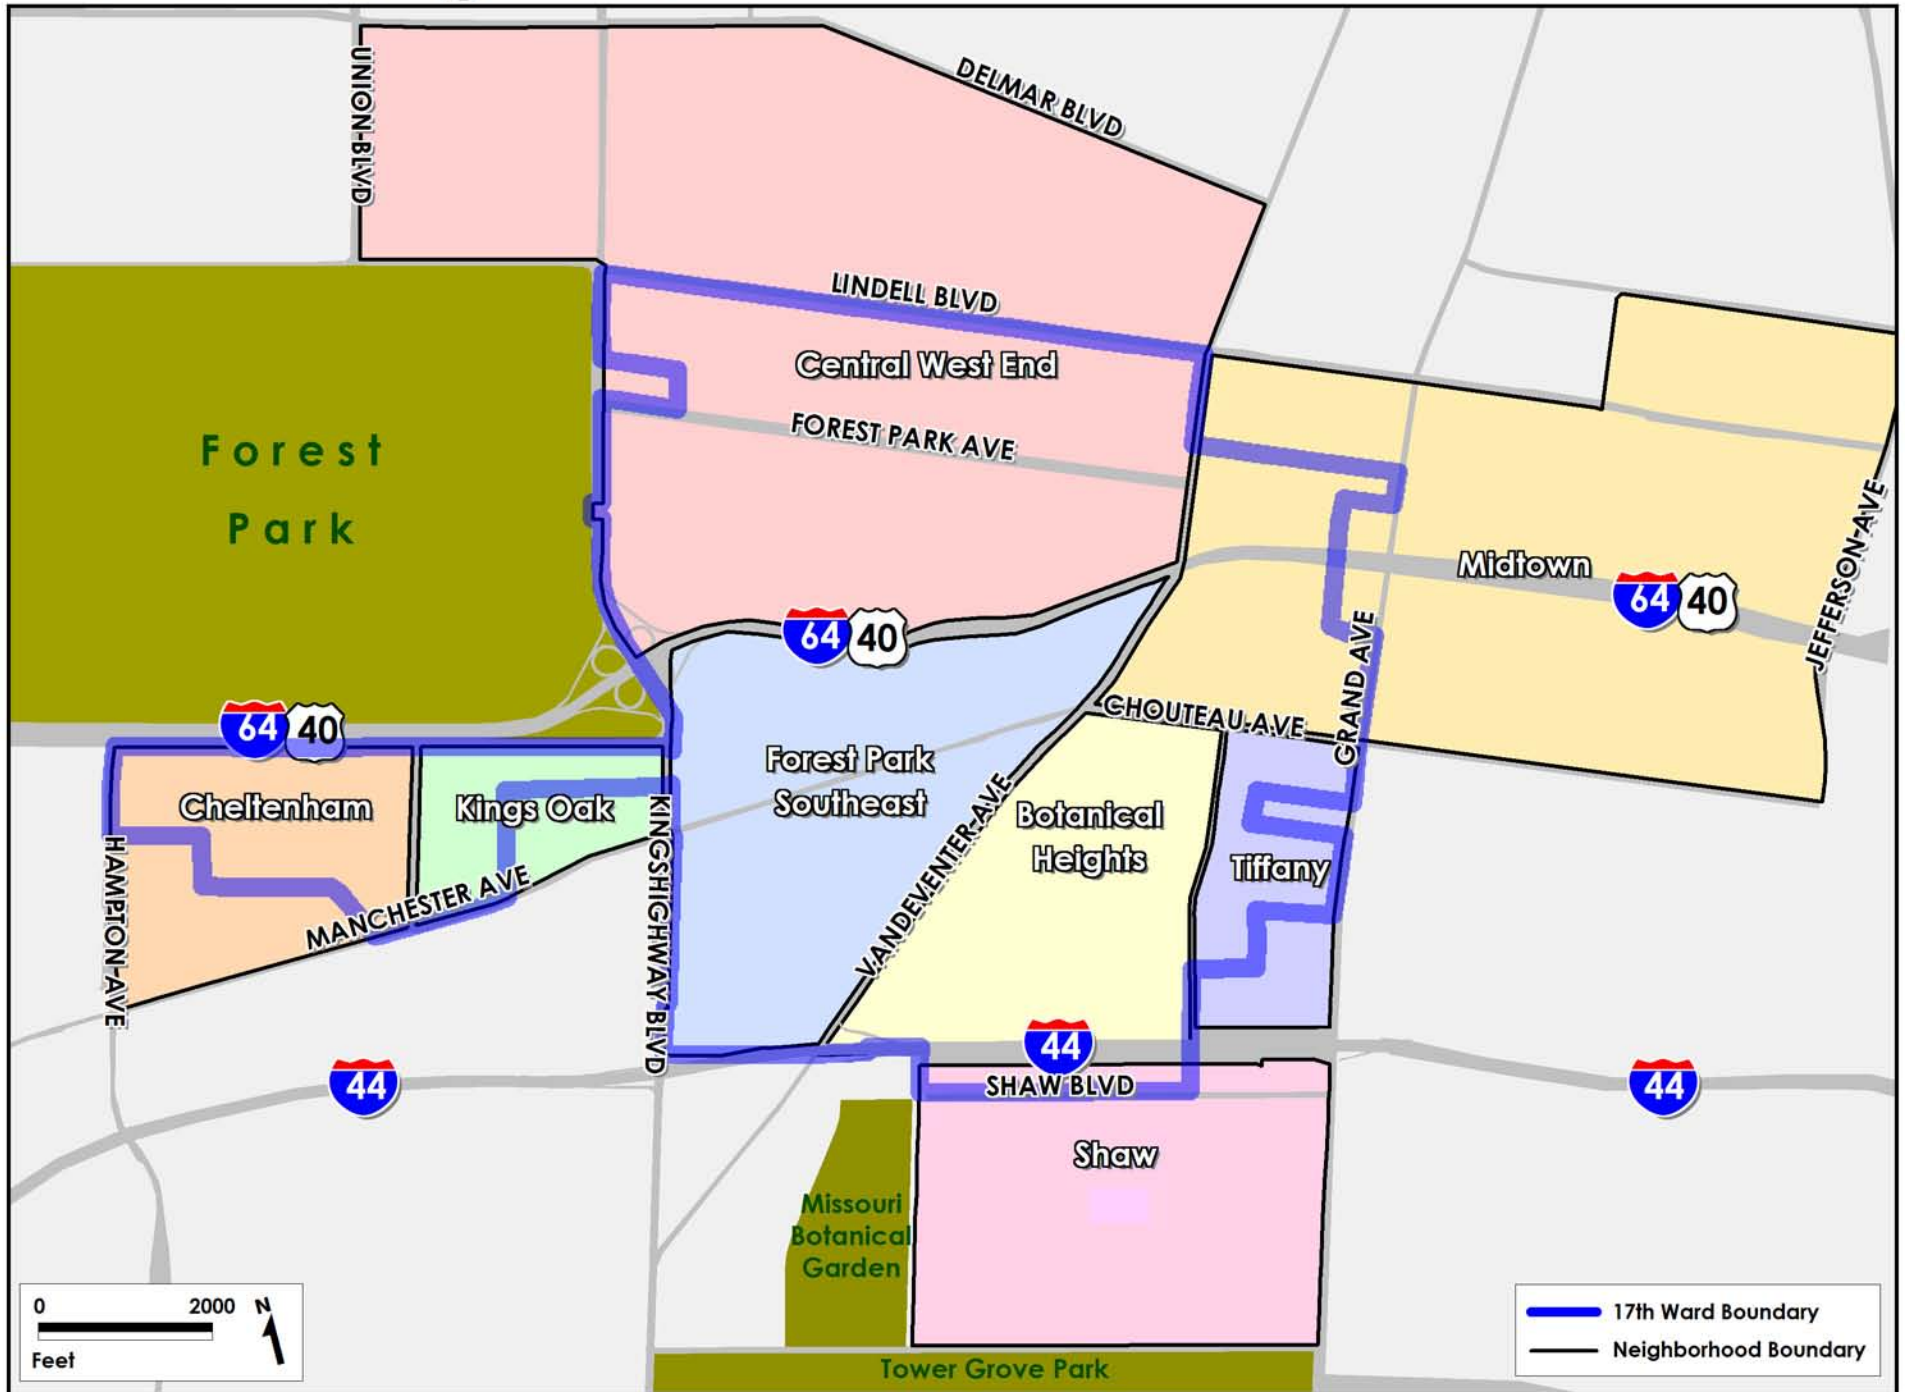 UNION BLVD
DELMAR BLVD
LINDELL BLVD
Central West End
FOREST PARK AVE
Forest
Park
Midtown
64 40
JEFFERSON AVE
64 40
GRAND AVE
CHOUTEAU AVE
64 40
Forest Park
Southeast
Cheltenham
Kings Oak
Botanical
Heights
Tiffany
HAMPTON AVE
MANCHESTER AVE
KINGSHIGHWAY BLVD
VANDEVENTER AVE
44
44
44
SHAW BLVD
Shaw
Missouri
Botanical
Garden
Tower Grove Park
0 2000 N
Feet
17th Ward Boundary
Neighborhood Boundary